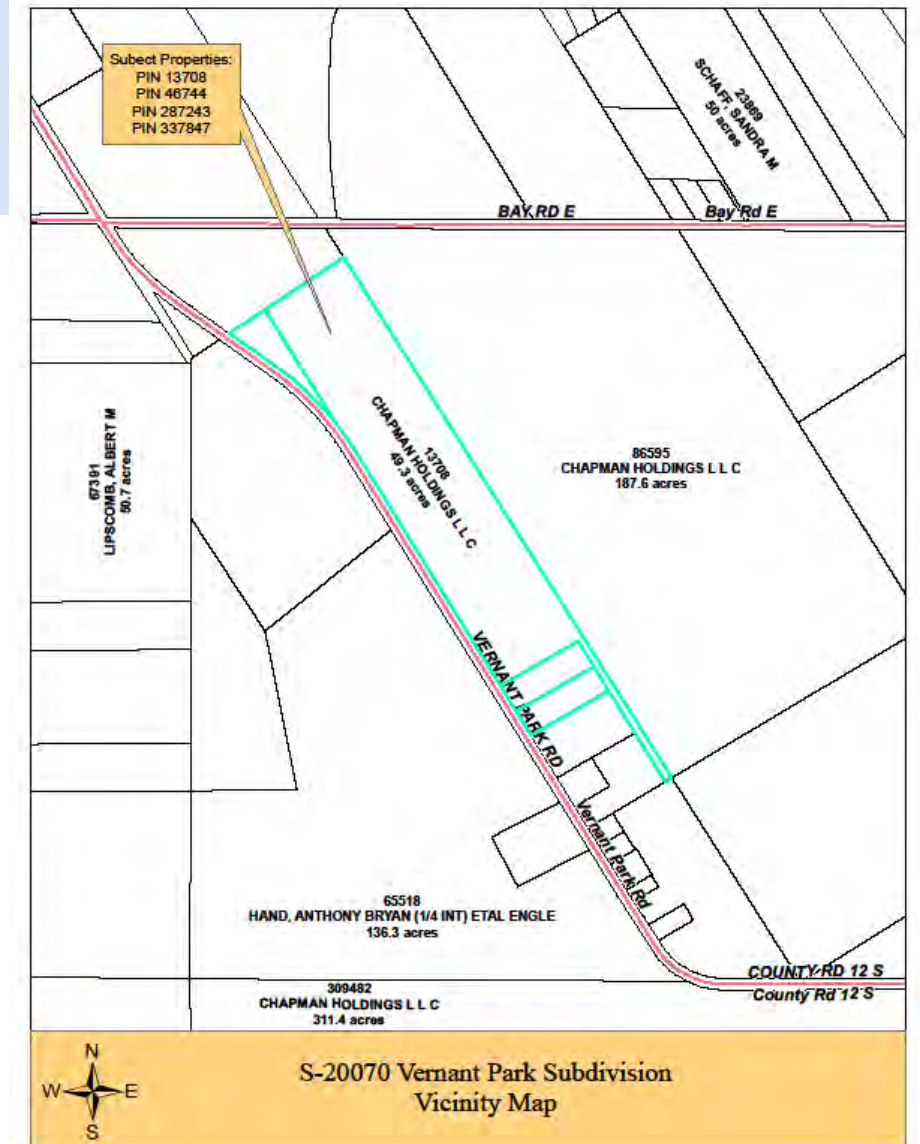 Subect Properties:
PIN 13708
PIN 46744
PIN 287243
PIN 337847
23869
SCHAFF, SANDRA M
50 acres
BAY RD E
Bay Rd E
67391
LIPSCOMB, ALBERT M
50.7 acres
13708
CHAPMAN HOLDINGS L L C
49.3 acres
86595
CHAPMAN HOLDINGS L L C
187.6 acres
VERNANT PARK RD
Vernant Park Rd
65518
HAND, ANTHONY BRYAN (1/4 INT) ETAL ENGLE
136.3 acres
COUNTY RD 12 S
County Rd 12 S
309482
CHAPMAN HOLDINGS L L C
311.4 acres
N
W E
S
S-20070 Vernant Park Subdivision
Vicinity Map